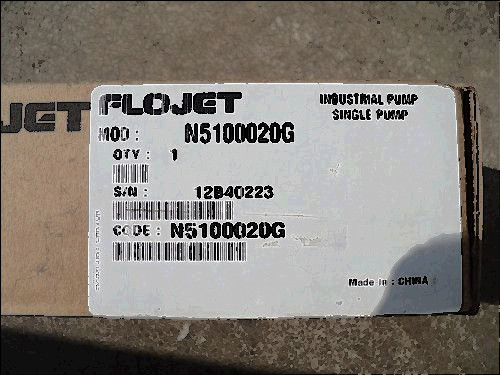 JET
FLOJET
INDUSTRIAL PUMP
SINGLE PUMP
MOD : N5100020G
QTY : 1
S/N : 12B40223
CODE : N5100020G
Made in : CHINA